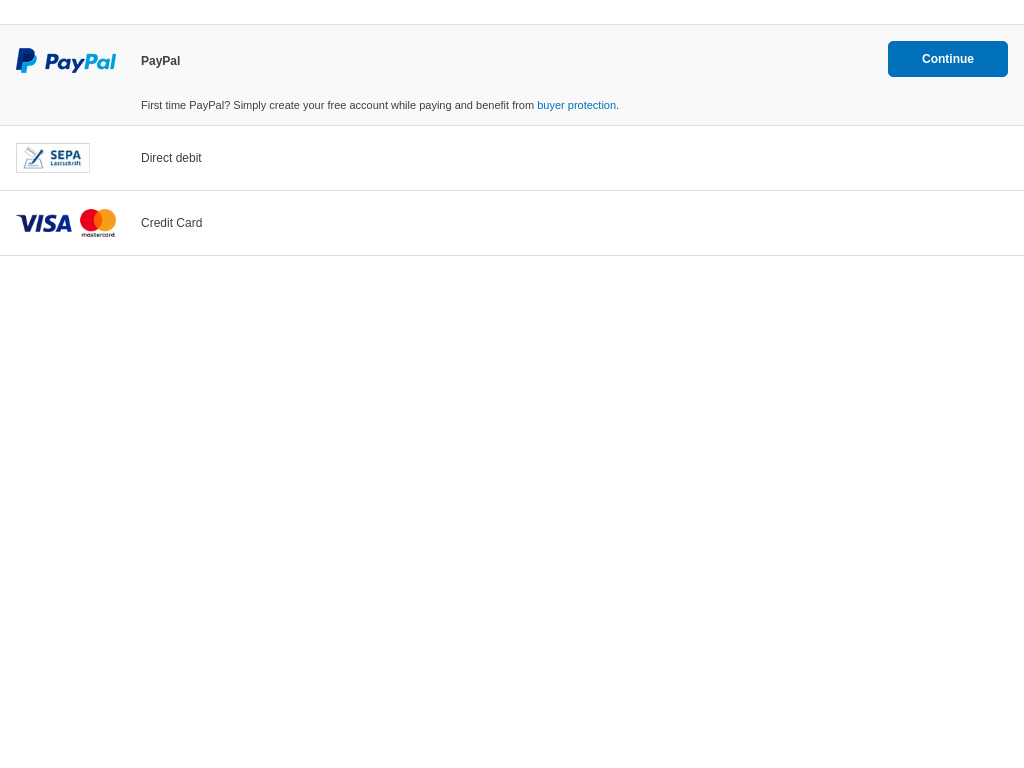 PayPal PayPal Continue
First time PayPal? Simply create your free account while paying and benefit from buyer protection.
SEPA
Lastschrift
Direct debit
VISA mastercard. Credit Card